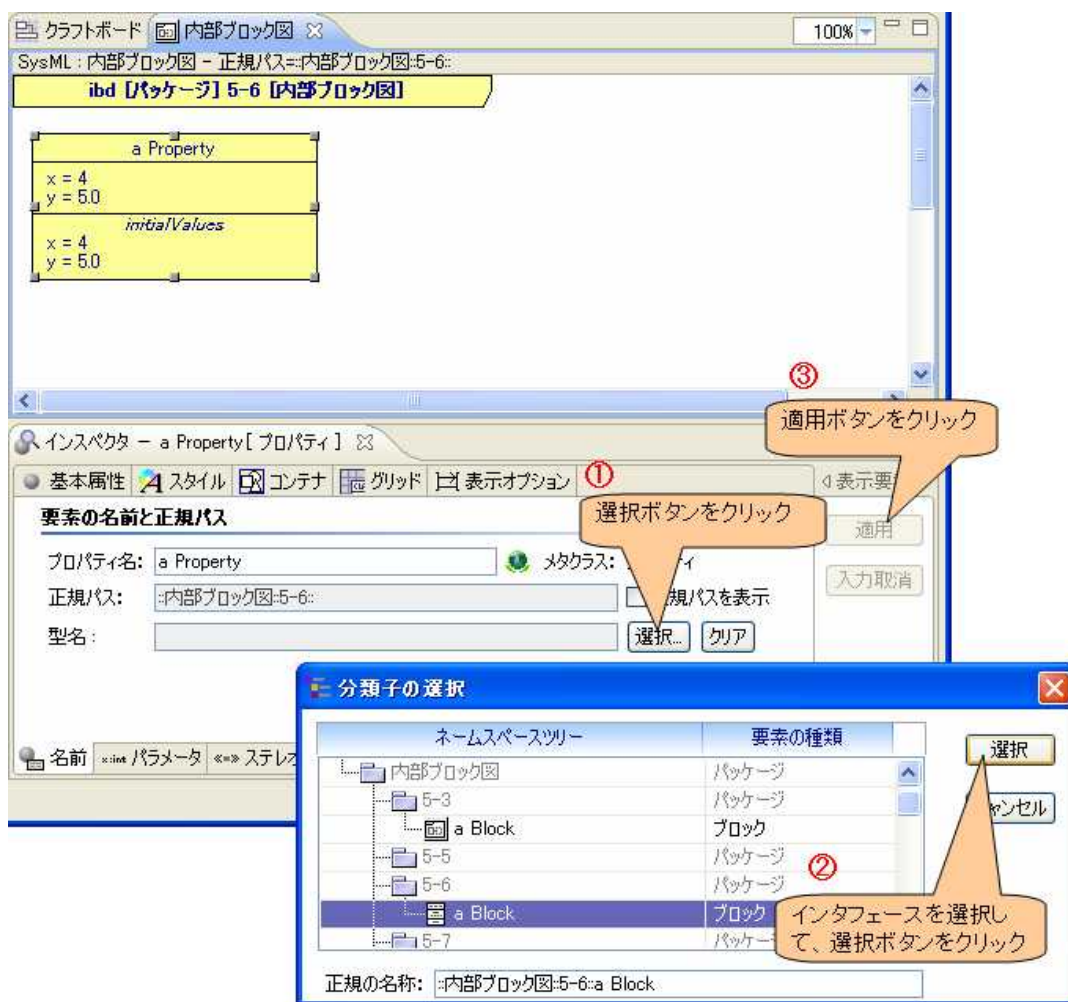 クラフトボード 内部ブロック図 100%
SysML : 内部ブロック図 - 正規パス=::内部ブロック図::5-6::
ibd [パッケージ] 5-6 [内部ブロック図]
a Property
x = 4
y = 5.0
initialValues
x = 4
y = 5.0
③
適用ボタンをクリック
インスペクタ - a Property[ プロパティ ]
基本属性 スタイル コンテナ グリッド 表示オプション ①
表示要
選択ボタンをクリック
要素の名前と正規パス
適用
プロパティ名: a Property メタクラス:
入力取消
正規パス: ::内部ブロック図::5-6:: 規パスを表示
型名 : 選択... クリア
分類子の選択
ネームスペースツリー 要素の種類
選択
名前 x:int パラメータ «=» ステレオ
内部ブロック図 パッケージ
5-3 パッケージ
ャンセル
a Block ブロック
5-5 パッケージ
②
5-6 パッケージ
a Block ブロック
インタフェースを選択し
て、選択ボタンをクリック
5-7 パッケー
正規の名称: ::内部ブロック図::5-6::a Block